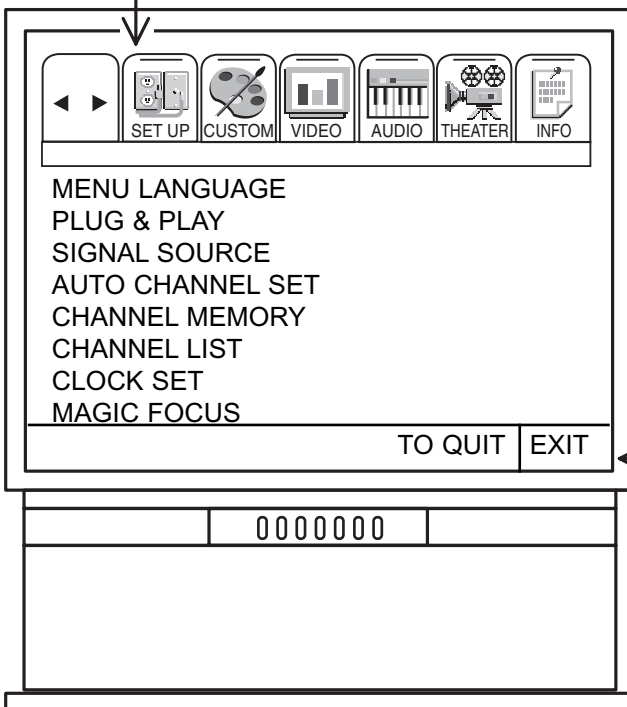 SET UP CUSTOM VIDEO AUDIO THEATER INFO
MENU LANGUAGE
PLUG & PLAY
SIGNAL SOURCE
AUTO CHANNEL SET
CHANNEL MEMORY
CHANNEL LIST
CLOCK SET
MAGIC FOCUS
TO QUIT EXIT